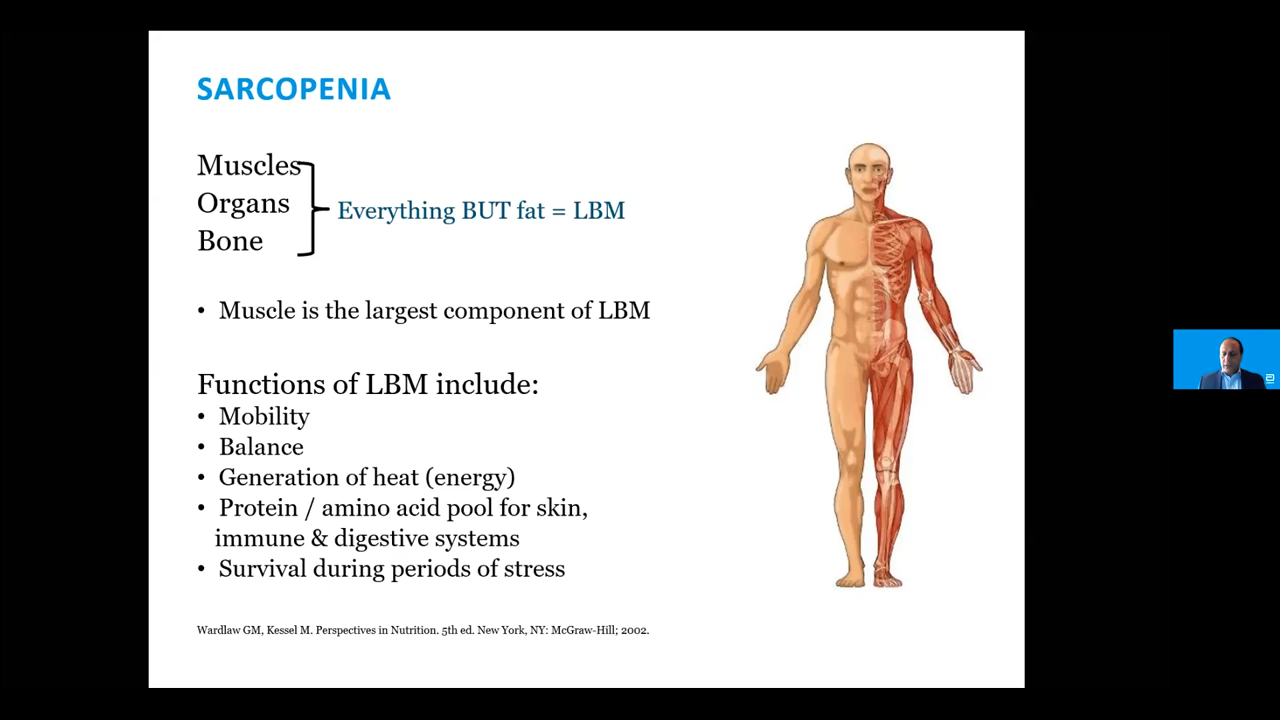 SARCOPENIA
Muscles
Organs
Bone
Everything BUT fat = LBM
• Muscle is the largest component of LBM
Functions of LBM include:
• Mobility
• Balance
• Generation of heat (energy)
• Protein / amino acid pool for skin,
immune & digestive systems
• Survival during periods of stress
Wardlaw GM, Kessel M. Perspectives in Nutrition. 5th ed. New York, NY: McGraw-Hill; 2002.